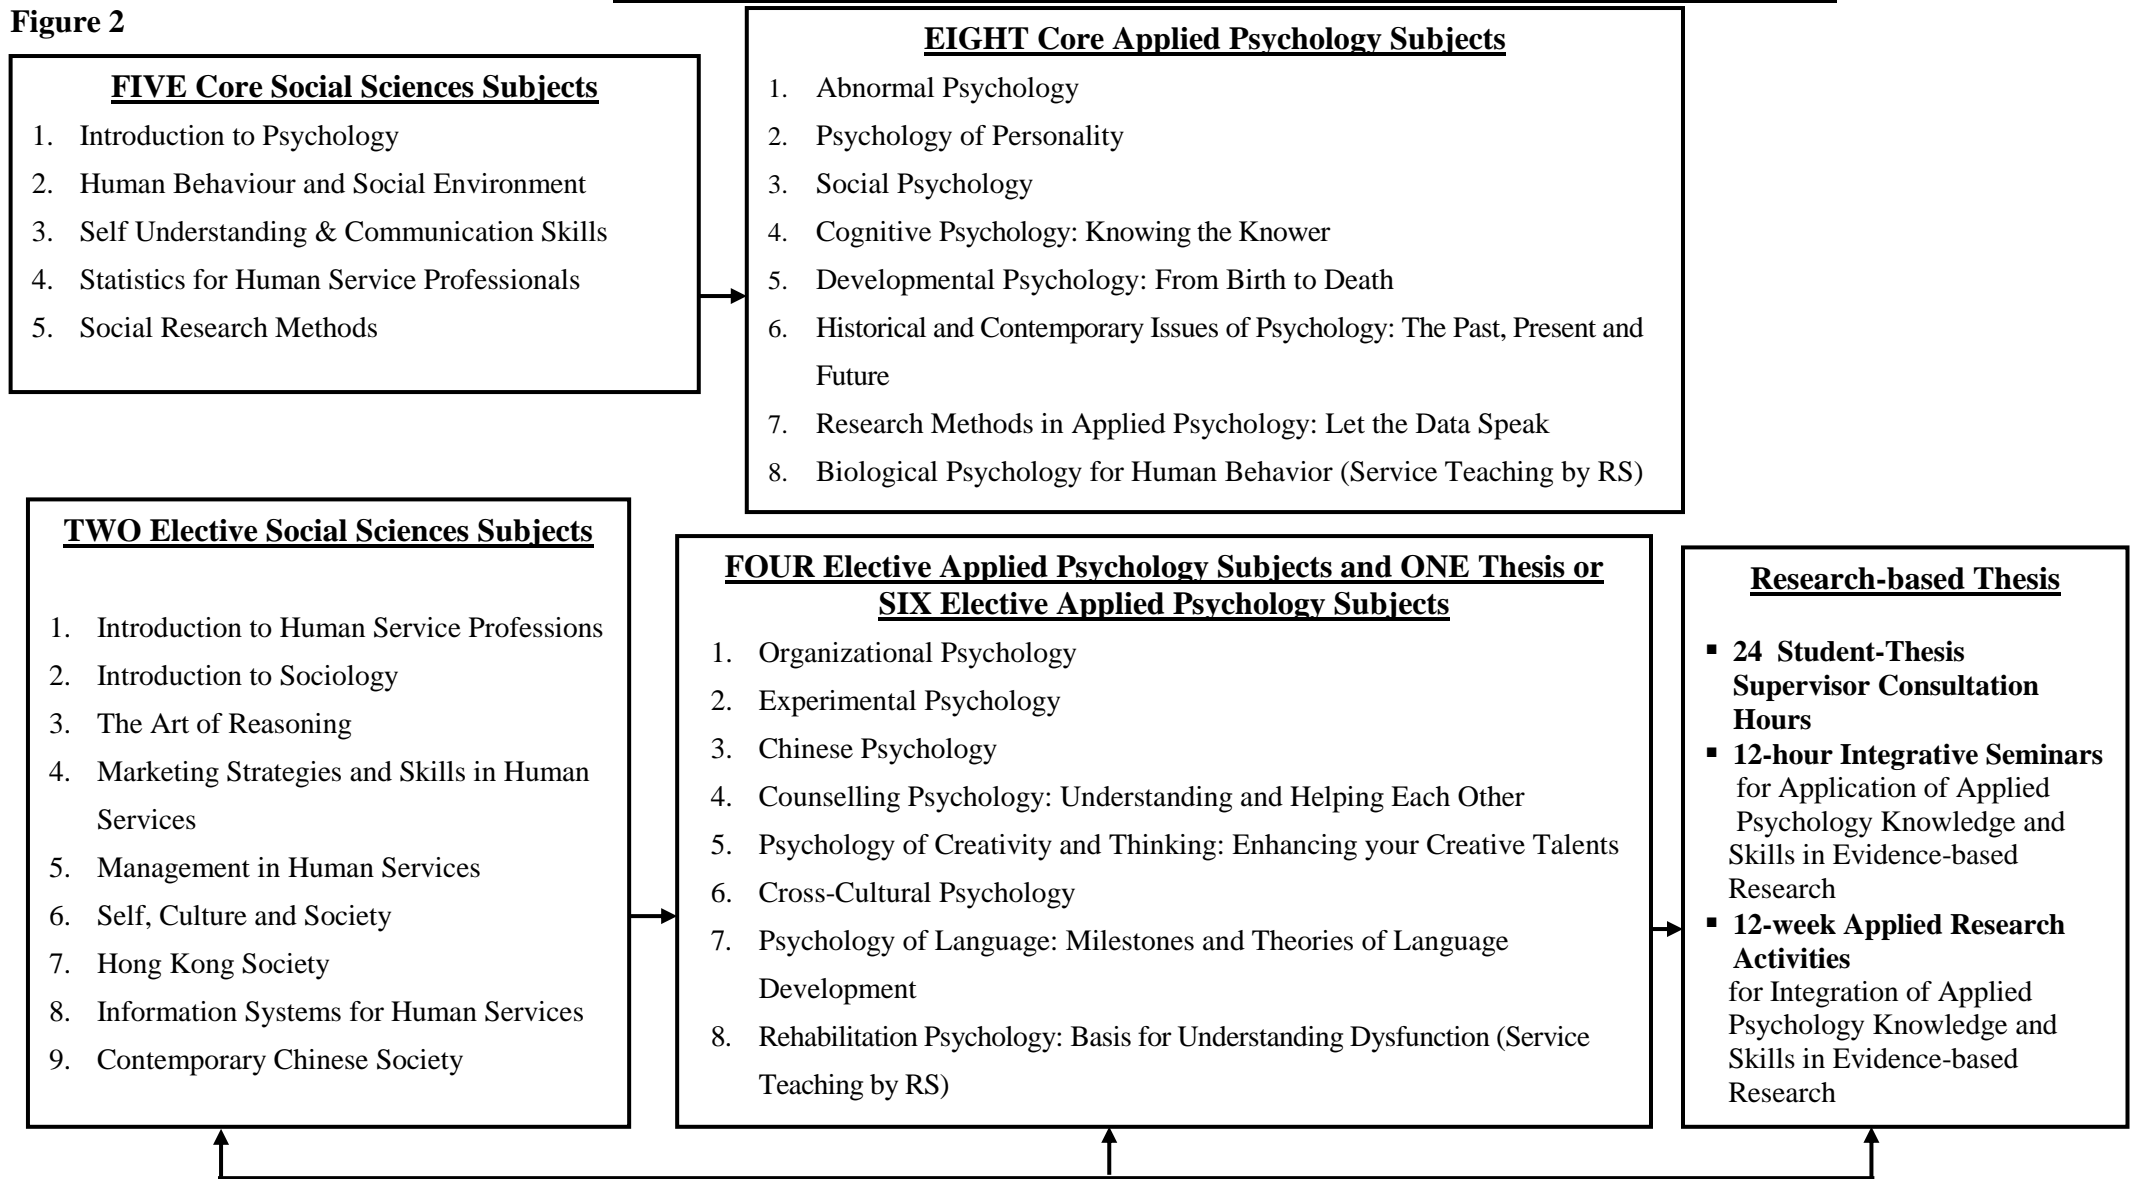 Figure 2
FIVE Core Social Sciences Subjects
1. Introduction to Psychology
2. Human Behaviour and Social Environment
3. Self Understanding & Communication Skills
4. Statistics for Human Service Professionals
5. Social Research Methods
EIGHT Core Applied Psychology Subjects
1. Abnormal Psychology
2. Psychology of Personality
3. Social Psychology
4. Cognitive Psychology: Knowing the Knower
5. Developmental Psychology: From Birth to Death
6. Historical and Contemporary Issues of Psychology: The Past, Present and
Future
7. Research Methods in Applied Psychology: Let the Data Speak
8. Biological Psychology for Human Behavior (Service Teaching by RS)
TWO Elective Social Sciences Subjects
1. Introduction to Human Service Professions
2. Introduction to Sociology
3. The Art of Reasoning
4. Marketing Strategies and Skills in Human
Services
5. Management in Human Services
6. Self, Culture and Society
7. Hong Kong Society
8. Information Systems for Human Services
9. Contemporary Chinese Society
FOUR Elective Applied Psychology Subjects and ONE Thesis or
SIX Elective Applied Psychology Subjects
1. Organizational Psychology
2. Experimental Psychology
3. Chinese Psychology
4. Counselling Psychology: Understanding and Helping Each Other
5. Psychology of Creativity and Thinking: Enhancing your Creative Talents
6. Cross-Cultural Psychology
7. Psychology of Language: Milestones and Theories of Language
Development
8. Rehabilitation Psychology: Basis for Understanding Dysfunction (Service
Teaching by RS)
Research-based Thesis
▪ 24 Student-Thesis
Supervisor Consultation
Hours
▪ 12-hour Integrative Seminars
for Application of Applied
Psychology Knowledge and
Skills in Evidence-based
Research
▪ 12-week Applied Research
Activities
for Integration of Applied
Psychology Knowledge and
Skills in Evidence-based
Research